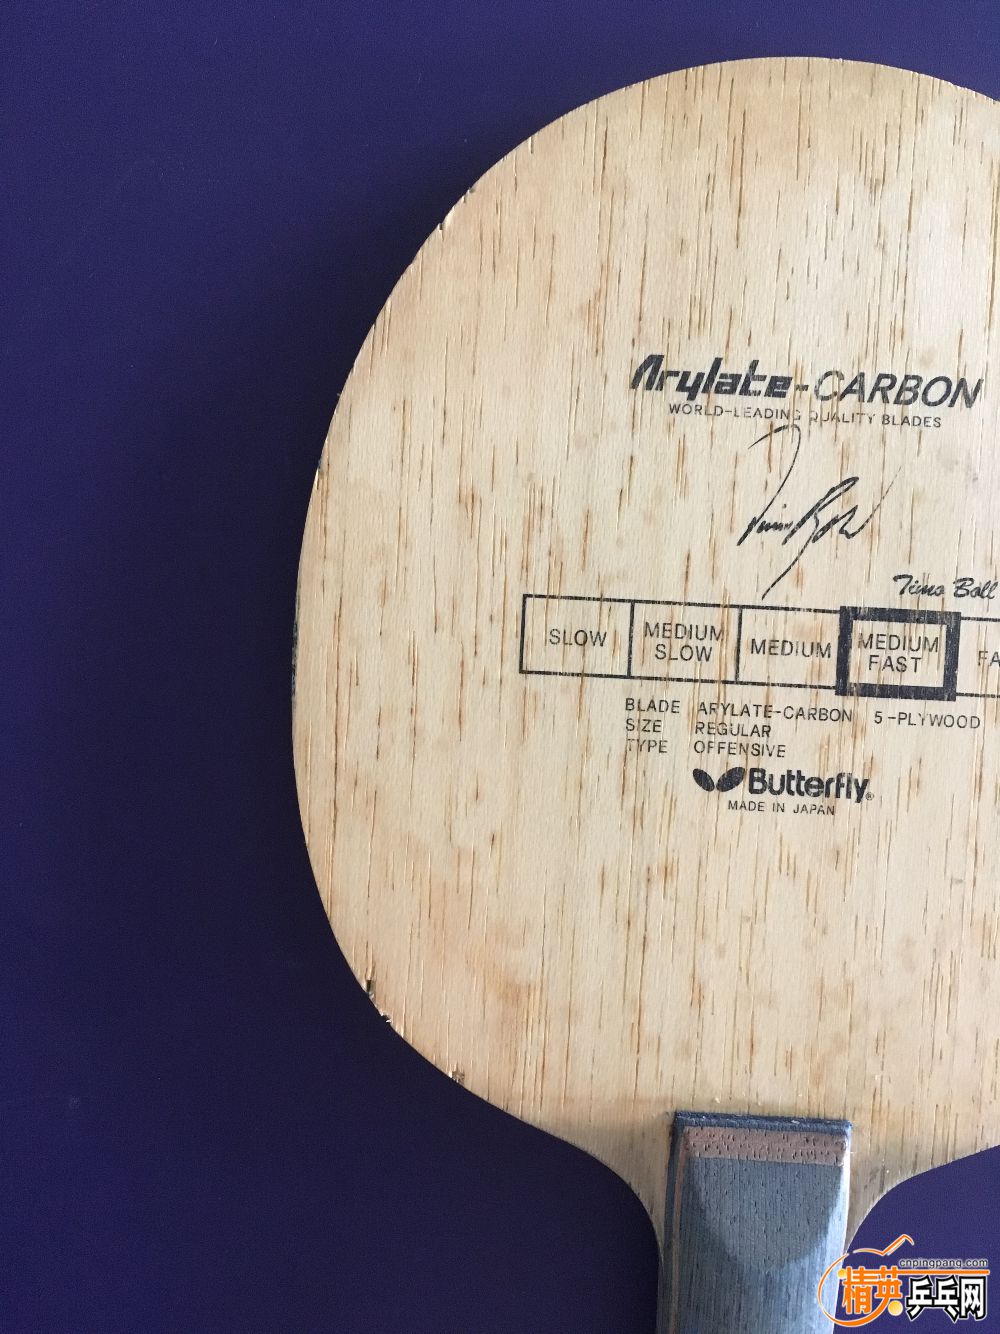 Arylate-CARBON
WORLD-LEADING QUALITY BLADES
Timo Boll
SLOW
MEDIUM
SLOW
MEDIUM
MEDIUM
FAST
FA
BLADE ARYLATE-CARBON 5-PLYWOOD
SIZE REGULAR
TYPE OFFENSIVE
Butterfly®
MADE IN JAPAN
cnpingpang.com
精英乒乓网